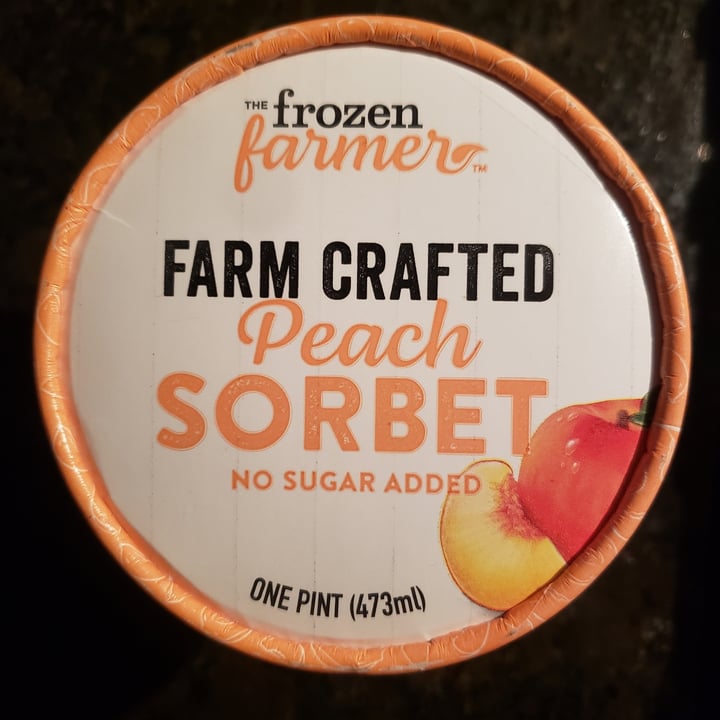 THE frozen
farmer™
FARM CRAFTED
Peach
SORBET
NO SUGAR ADDED
ONE PINT (473ml)